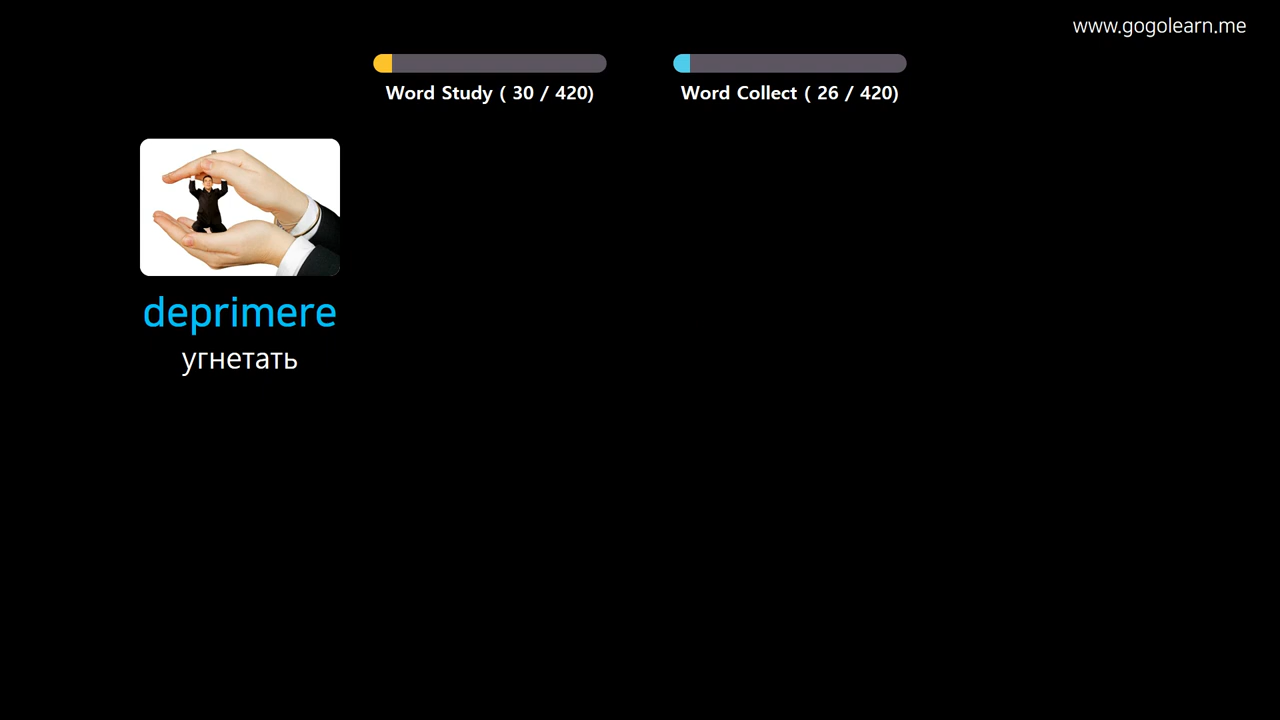 www.gogolearn.me
Word Study ( 30 / 420)
Word Collect ( 26 / 420)
deprimere
угнетать